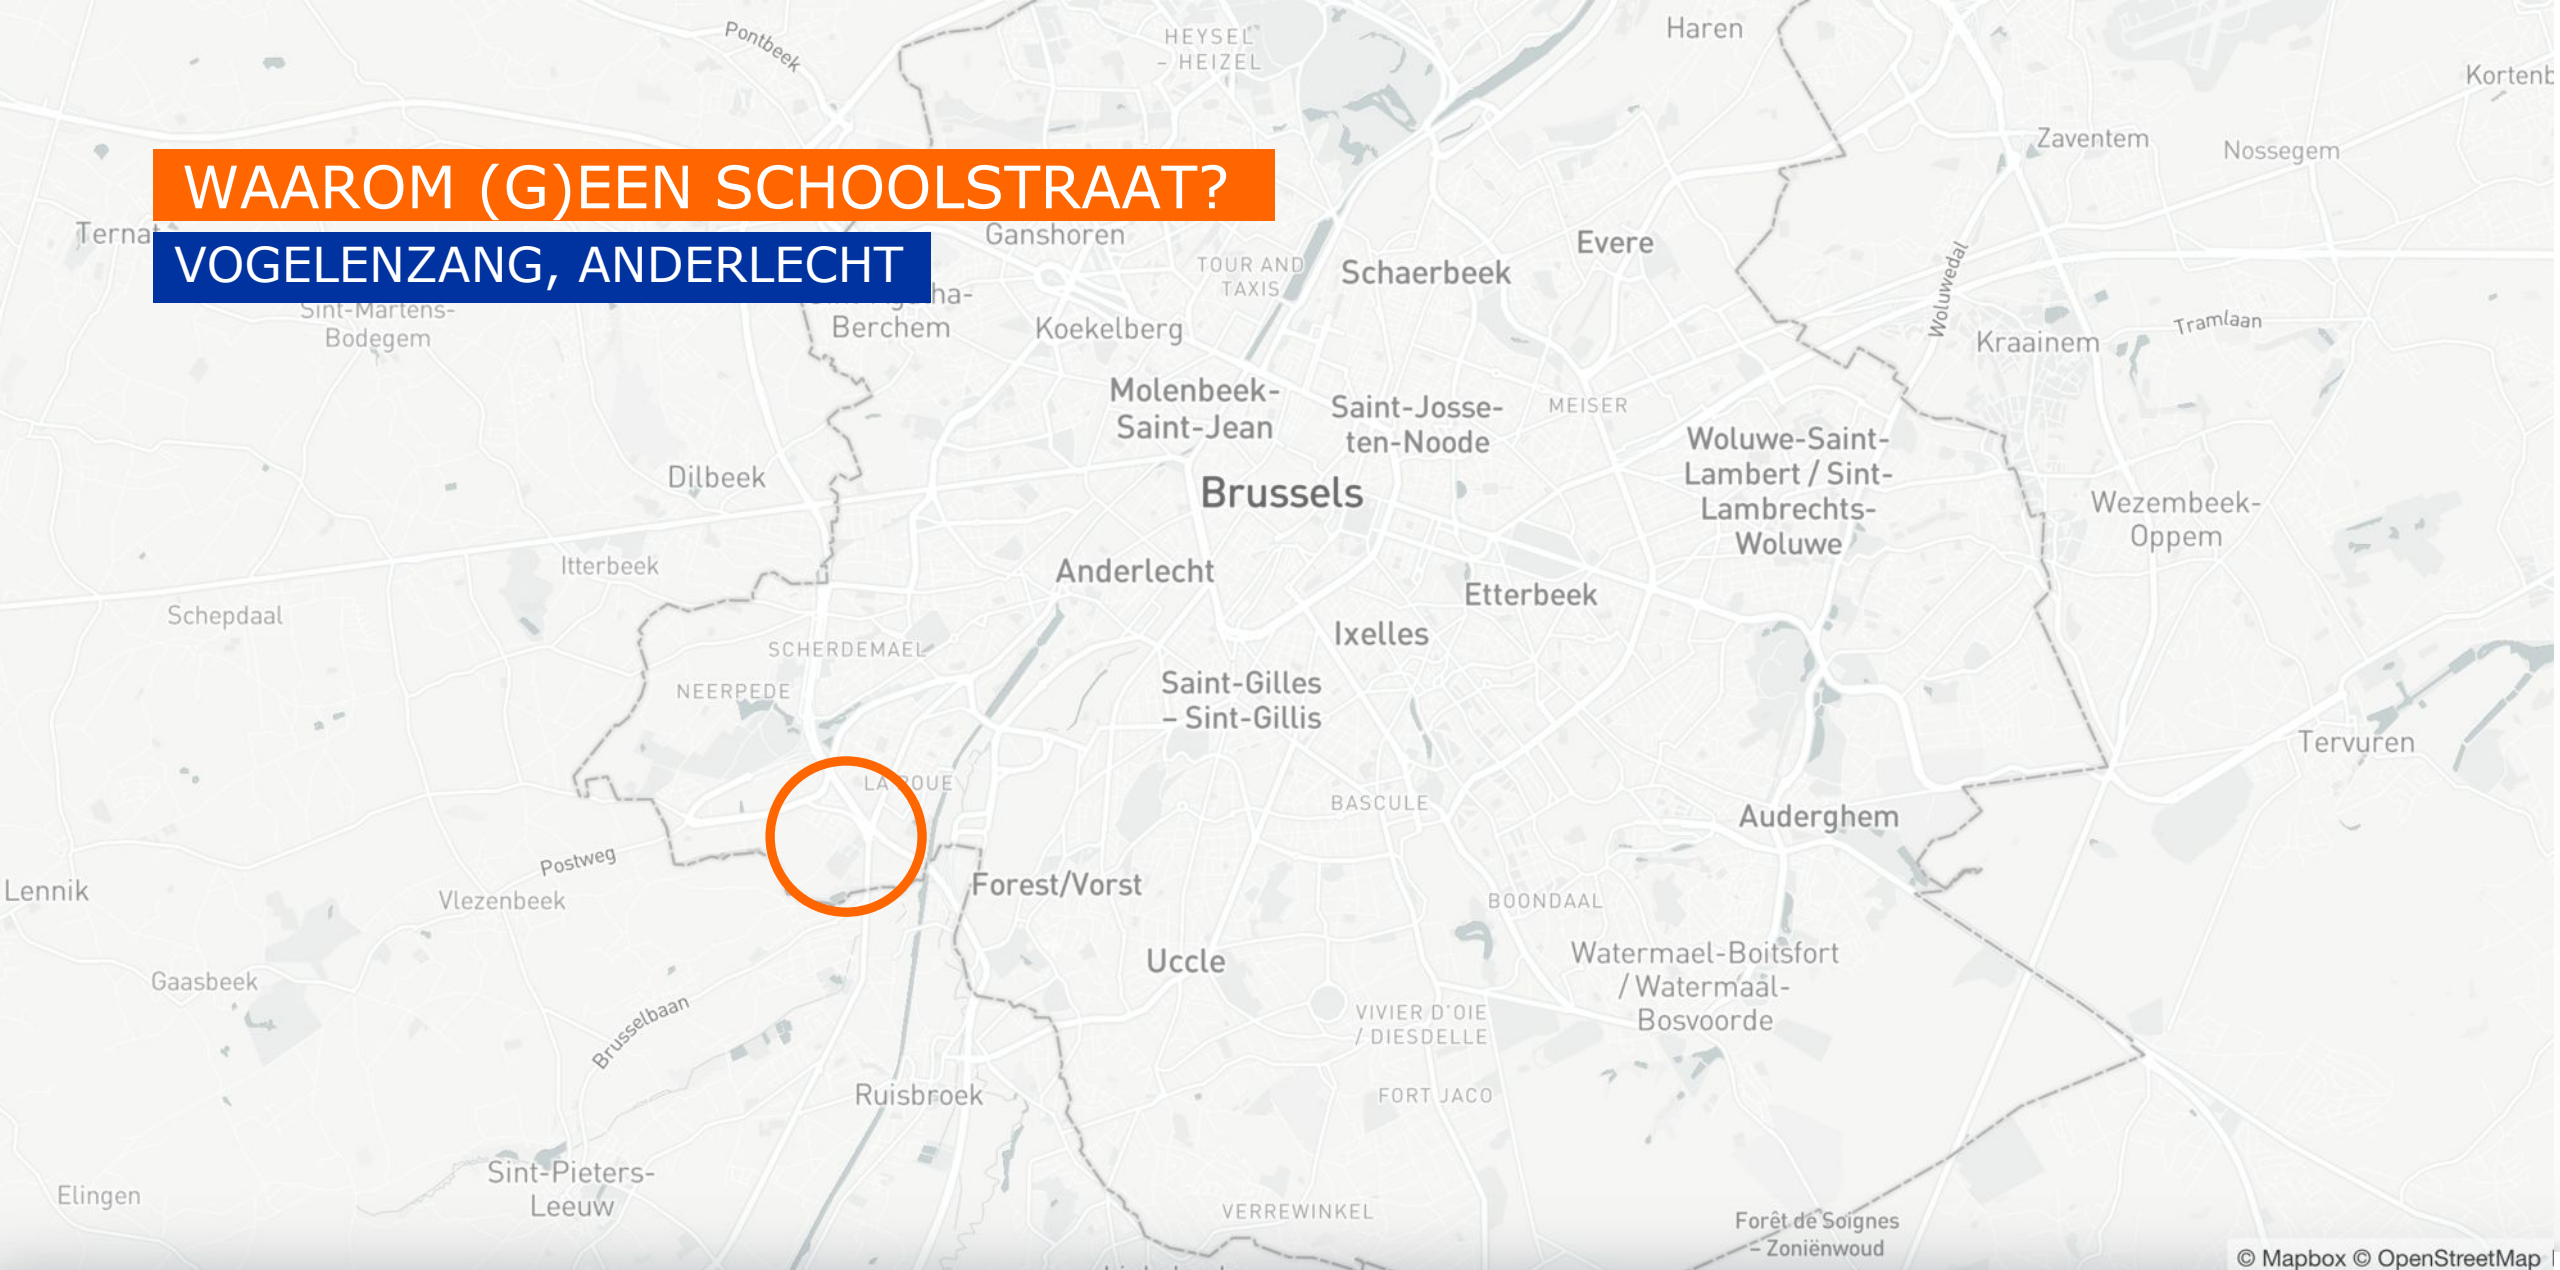 Pontbeek
HEYSEL
– HEIZEL
Haren
Kortenb
Zaventem
Nossegem
WAAROM (G)EEN SCHOOLSTRAAT?
VOGELENZANG, ANDERLECHT
Ternat
Ganshoren
TOUR AND
TAXIS
Schaerbeek
Evere
Woluwedal
Sint-Martens-
Bodegem
ha-
Berchem
Koekelberg
Kraainem
Tramlaan
Molenbeek-
Saint-Jean
Saint-Josse-
ten-Noode
MEISER
Woluwe-Saint-
Lambert / Sint-
Lambrechts-
Woluwe
Dilbeek
Brussels
Wezembeek-
Oppem
Itterbeek
Anderlecht
Etterbeek
Schepdaal
Ixelles
SCHERDEMAEL
NEERPEDE
Saint-Gilles
– Sint-Gillis
Tervuren
LA ROUE
BASCULE
Auderghem
Postweg
Lennik
Vlezenbeek
Forest/Vorst
BOONDAAL
Gaasbeek
Uccle
Watermael-Boitsfort
/ Watermaal-
Bosvoorde
Brusselbaan
VIVIER D'OIE
/ DIESDELLE
Ruisbroek
FORT JACO
Sint-Pieters-
Leeuw
Elingen
VERREWINKEL
Forêt de Soignes
– Zoniënwoud
© Mapbox © OpenStreetMap